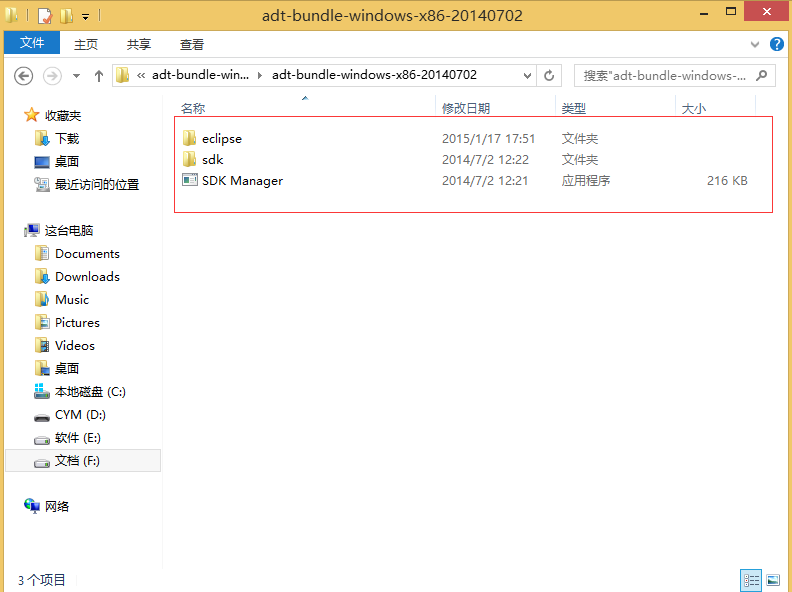 adt-bundle-windows-x86-20140702
文件 主页 共享 查看
« adt-bundle-win... adt-bundle-windows-x86-20140702 搜索"adt-bundle-windows-...
名称 修改日期 类型 大小
eclipse 2015/1/17 17:51 文件夹
sdk 2014/7/2 12:22 文件夹
SDK Manager 2014/7/2 12:21 应用程序 216 KB
收藏夹
下载
桌面
最近访问的位置
这台电脑
Documents
Downloads
Music
Pictures
Videos
桌面
本地磁盘 (C:)
CYM (D:)
软件 (E:)
文档 (F:)
网络
3 个项目